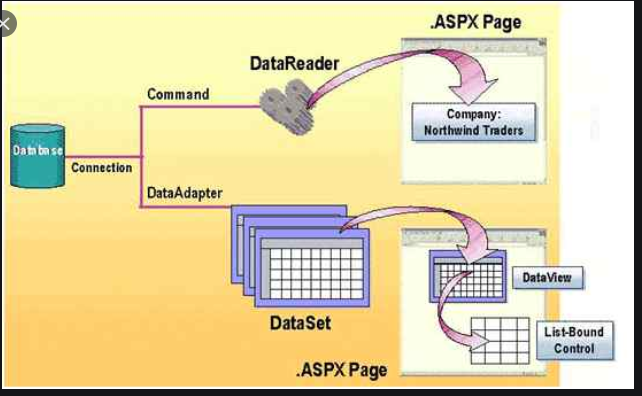 .ASPX Page
DataReader
Command
Company:
Northwind Traders
Database
Connection
DataAdapter
DataView
DataSet
List-Bound
Control
.ASPX Page